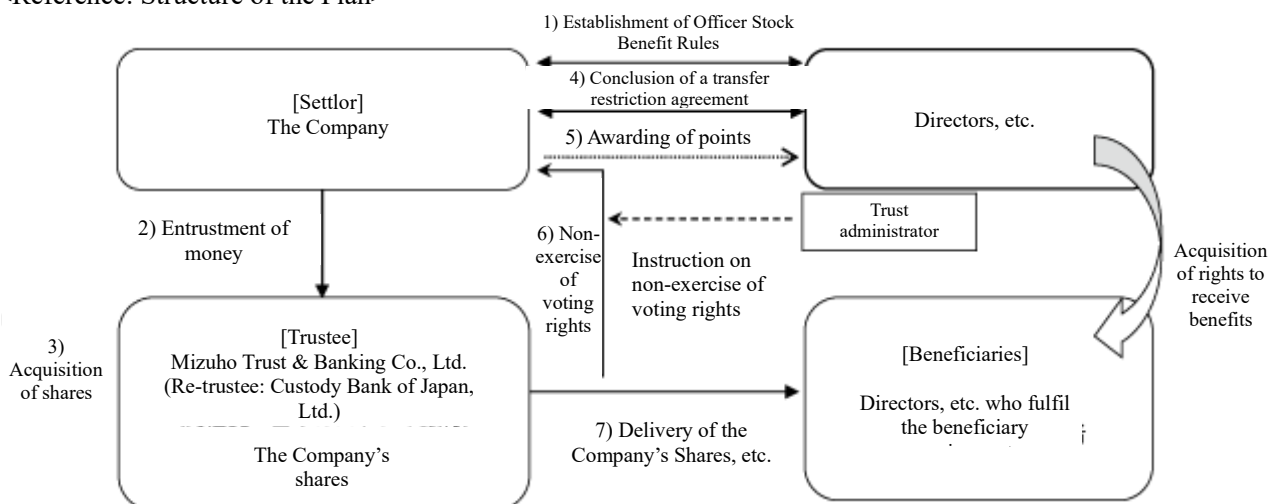 Reference: Structure of the Plan
1) Establishment of Officer Stock
Benefit Rules
4) Conclusion of a transfer
restriction agreement
5) Awarding of points
[Settlor]
The Company
Directors, etc.
2) Entrustment of
money
6) Non-
exercise
of
voting
rights
Instruction on
non-exercise of
voting rights
Trust
administrator
Acquisition
of rights to
receive
benefits
3)
Acquisition
of shares
[Trustee]
Mizuho Trust & Banking Co., Ltd.
(Re-trustee: Custody Bank of Japan,
Ltd.)
The Company's
shares
7) Delivery of the
Company's Shares, etc.
[Beneficiaries]
Directors, etc. who fulfil
the beneficiary